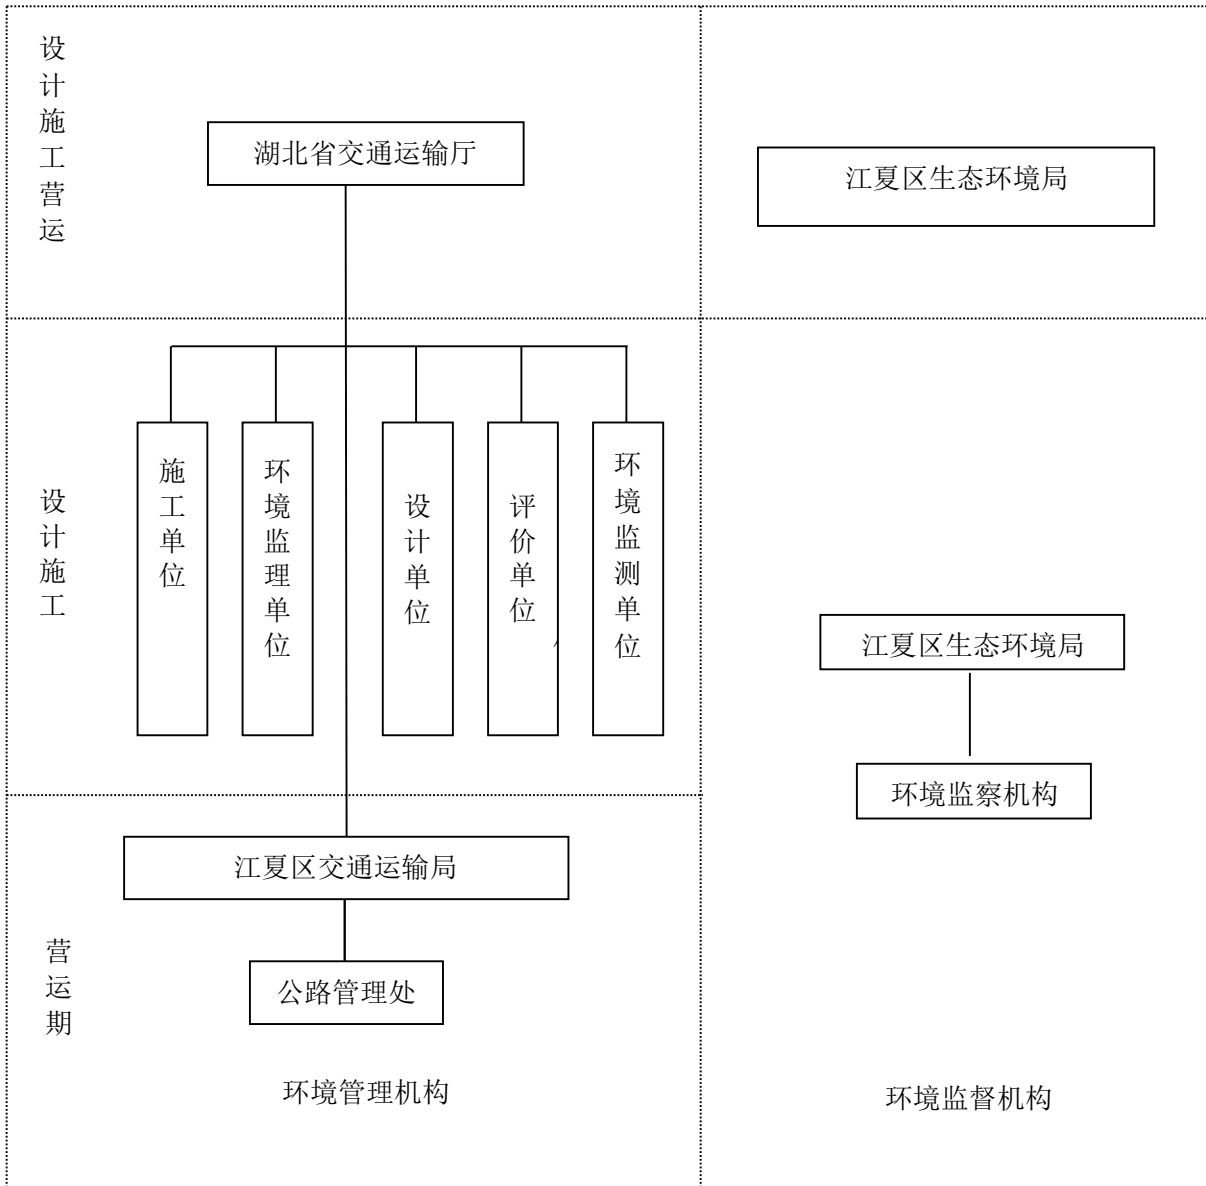 设计施工营运
湖北省交通运输厅
江夏区生态环境局
设计施工
施工单位
环境监理单位
设计单位
评价单位
环境监测单位
江夏区生态环境局
环境监察机构
营运期
江夏区交通运输局
公路管理处
环境管理机构
环境监督机构